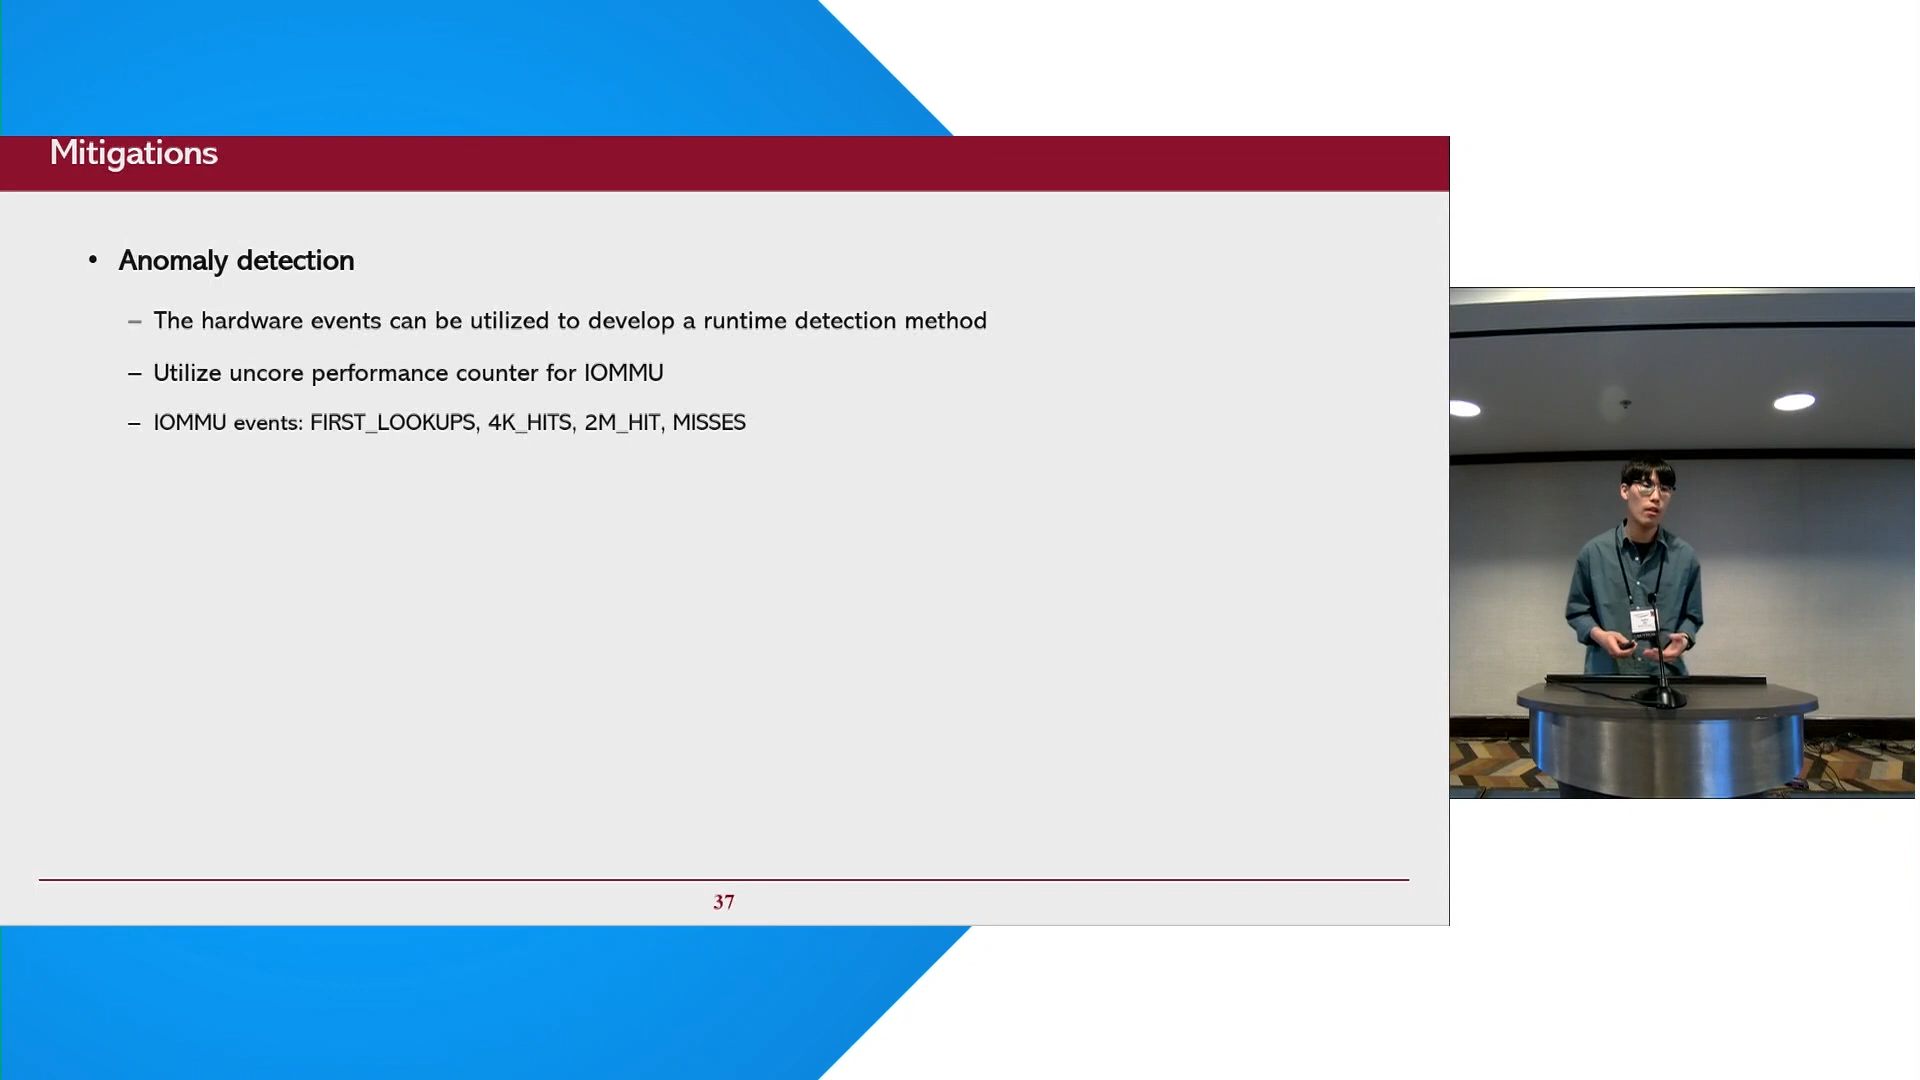 Mitigations
• Anomaly detection
– The hardware events can be utilized to develop a runtime detection method
– Utilize uncore performance counter for IOMMU
– IOMMU events: FIRST_LOOKUPS, 4K_HITS, 2M_HIT, MISSES
37